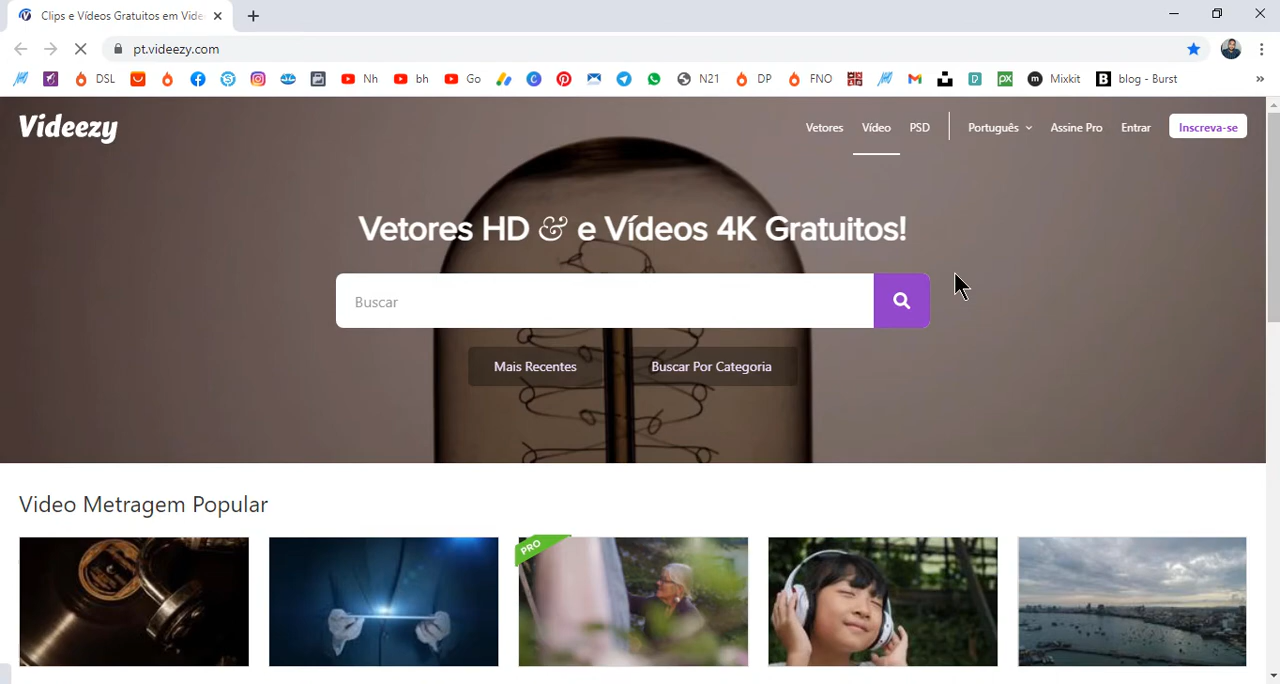 Clips e Vídeos Gratuitos em Vide
pt.videezy.com
DSL
Nh
bh
Go
N21
DP
FNO
Mixkit
blog - Burst
Videezy
Vetores
Vídeo
PSD
Português
Assine Pro
Entrar
Inscreva-se
Vetores HD & e Vídeos 4K Gratuitos!
Buscar
Mais Recentes
Buscar Por Categoria
Video Metragem Popular
PRO